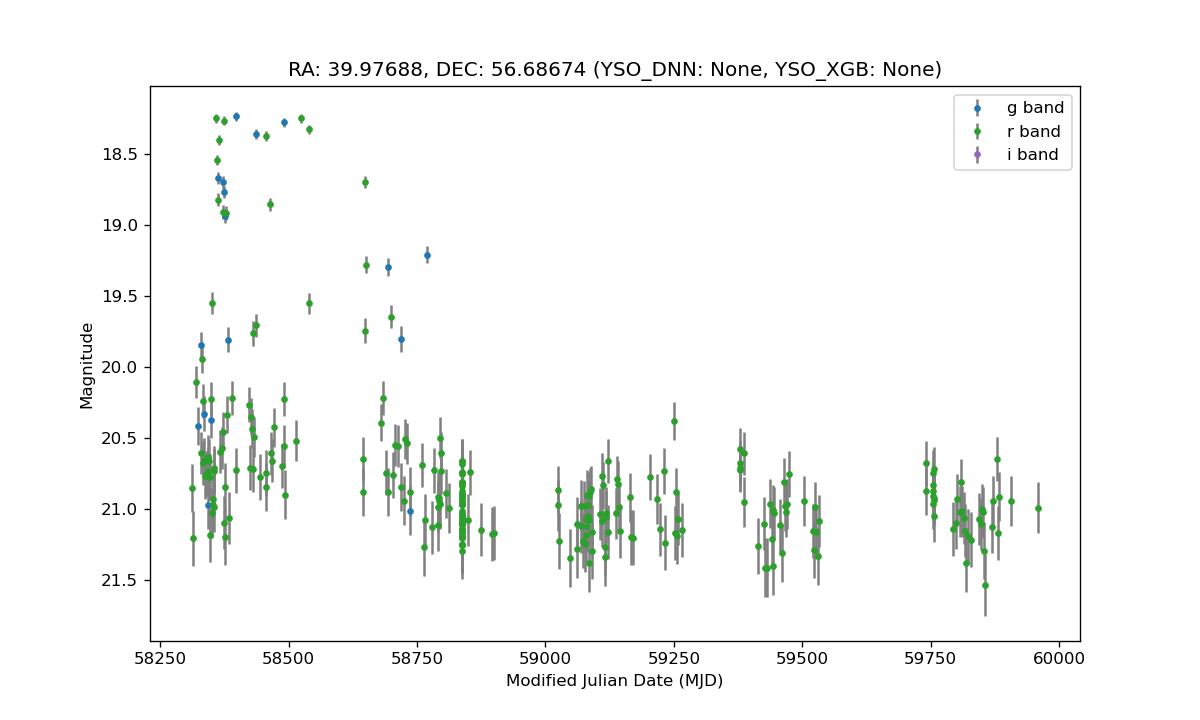 RA: 39.97688, DEC: 56.68674 (YSO_DNN: None, YSO_XGB: None)
g band
r band
i band
18.5
19.0
19.5
20.0
20.5
21.0
21.5
Magnitude
58250 58500 58750 59000 59250 59500 59750 60000
Modified Julian Date (MJD)